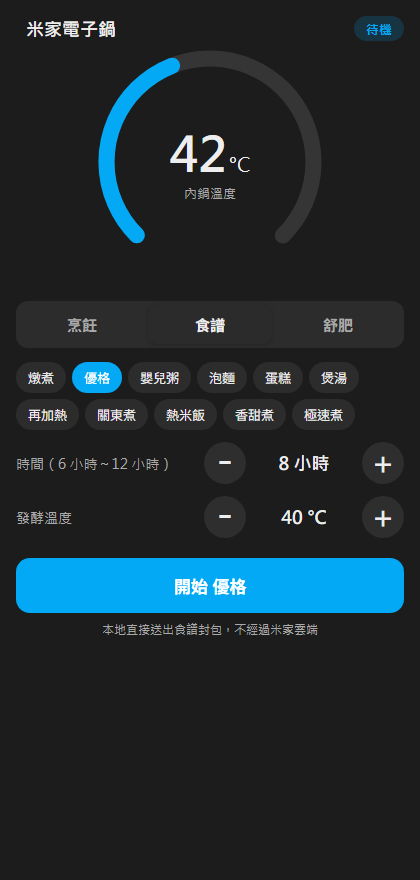 米家電子鍋
待機
42°C
內鍋溫度
烹飪 食譜 舒肥
燉煮 優格 嬰兒粥 泡麵 蛋糕 煲湯
再加熱 關東煮 熱米飯 香甜煮 極速煮
時間 ( 6 小時 ~ 12 小時 ) − 8 小時 +
發酵溫度 − 40 °C +
開始 優格
本地直接送出食譜封包，不經過米家雲端